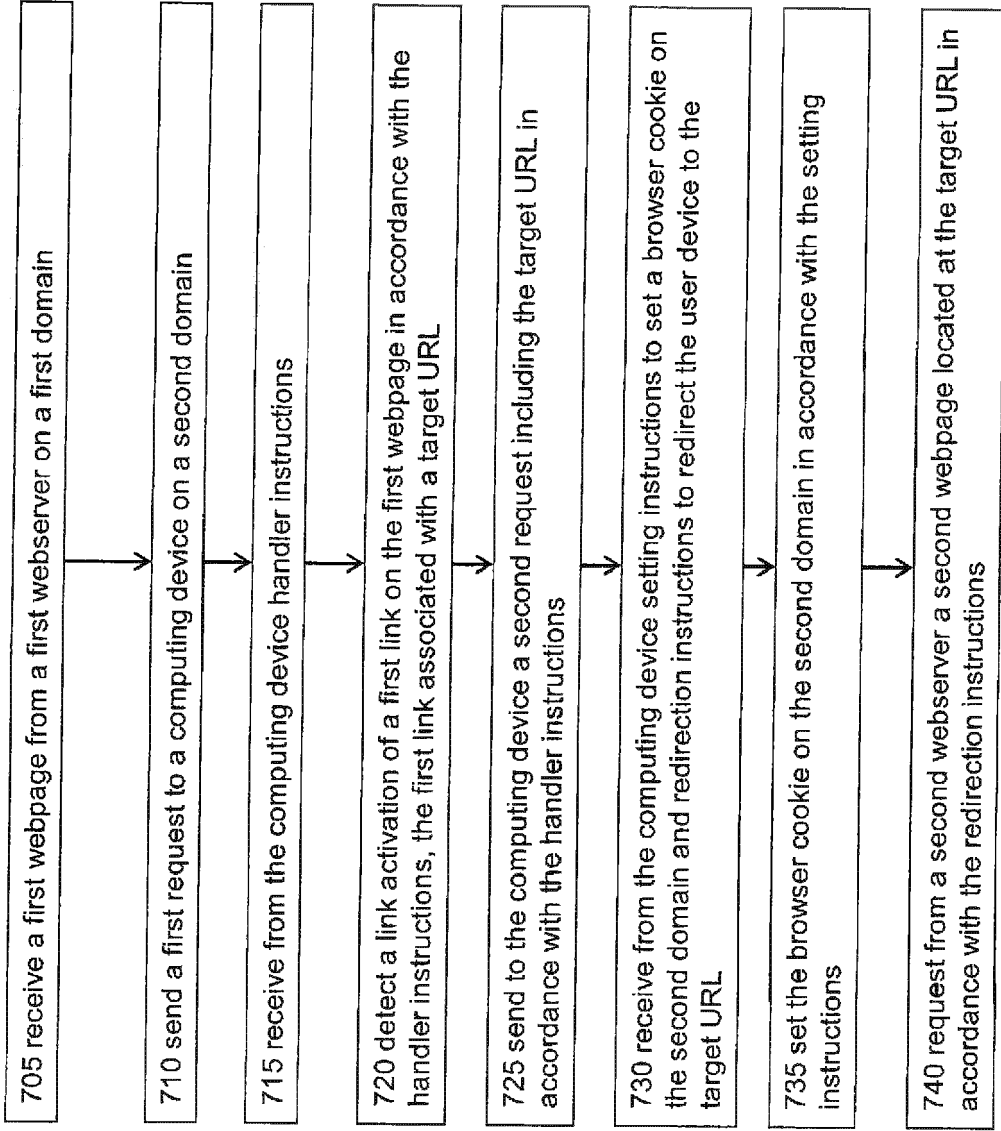 705 receive a first webpage from a first webserver on a first domain
710 send a first request to a computing device on a second domain
715 receive from the computing device handler instructions
720 detect a link activation of a first link on the first webpage in accordance with the
handler instructions, the first link associated with a target URL
725 send to the computing device a second request including the target URL in
accordance with the handler instructions
730 receive from the computing device setting instructions to set a browser cookie on
the second domain and redirection instructions to redirect the user device to the
target URL
735 set the browser cookie on the second domain in accordance with the setting
instructions
740 request from a second webserver a second webpage located at the target URL in
accordance with the redirection instructions